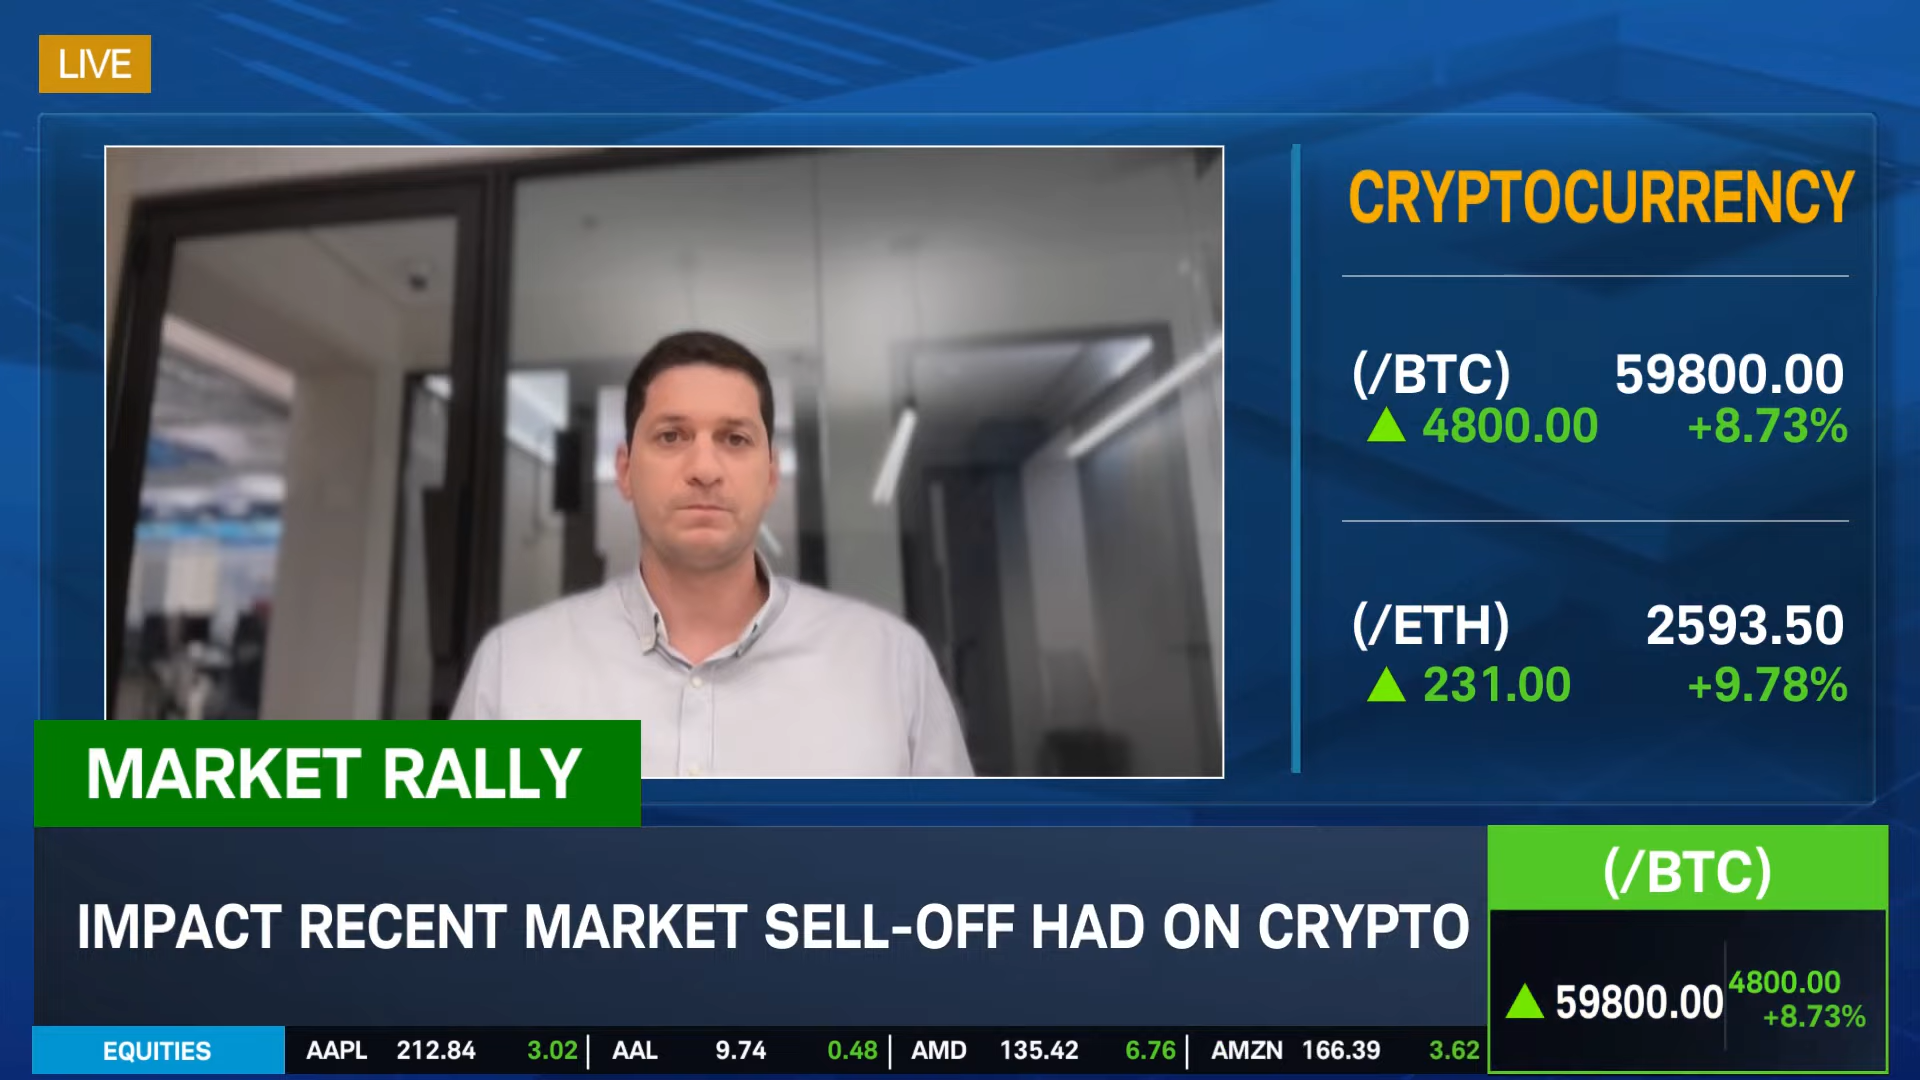 LIVE
CRYPTOCURRENCY
(/BTC) 59800.00
▲ 4800.00 +8.73%
(/ETH) 2593.50
▲ 231.00 +9.78%
MARKET RALLY
IMPACT RECENT MARKET SELL-OFF HAD ON CRYPTO
(/BTC)
▲ 59800.00 4800.00
+8.73%
EQUITIES AAPL 212.84 3.02 | AAL 9.74 0.48 | AMD 135.42 6.76 | AMZN 166.39 3.62